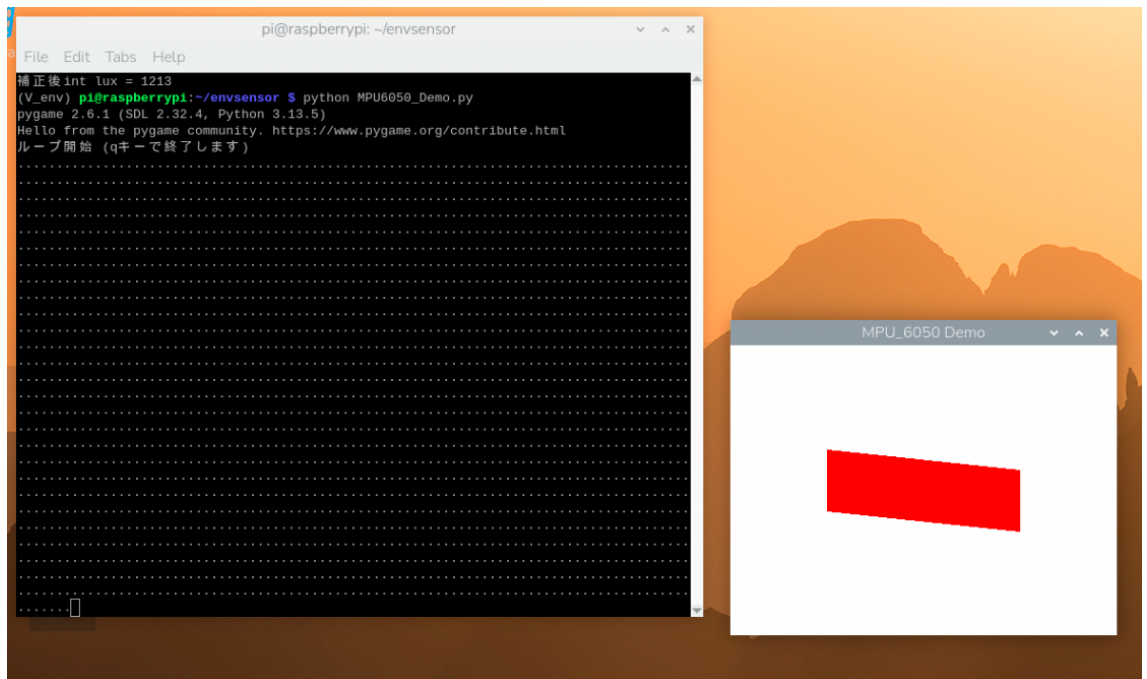 pi@raspberrypi: ~/envsensor
File Edit Tabs Help
補正後int lux = 1213
(V_env) pi@raspberrypi:~/envsensor $ python MPU6050_Demo.py
pygame 2.6.1 (SDL 2.32.4, Python 3.13.5)
Hello from the pygame community. https://www.pygame.org/contribute.html
ループ開始 (qキーで終了します)
MPU_6050 Demo